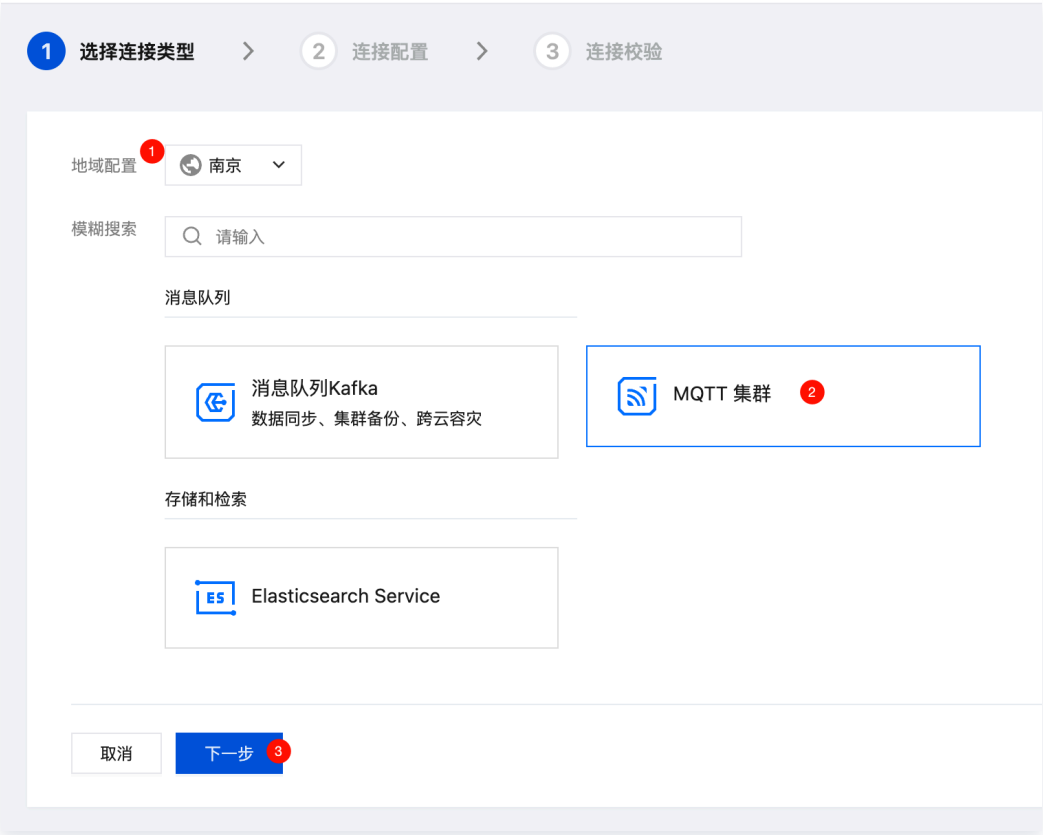 1 选择连接类型 2 连接配置 3 连接校验
地域配置 1 南京
模糊搜索 请输入
消息队列
消息队列Kafka
数据同步、集群备份、跨云容灾
MQTT 集群 2
存储和检索
ES Elasticsearch Service
取消 下一步 3